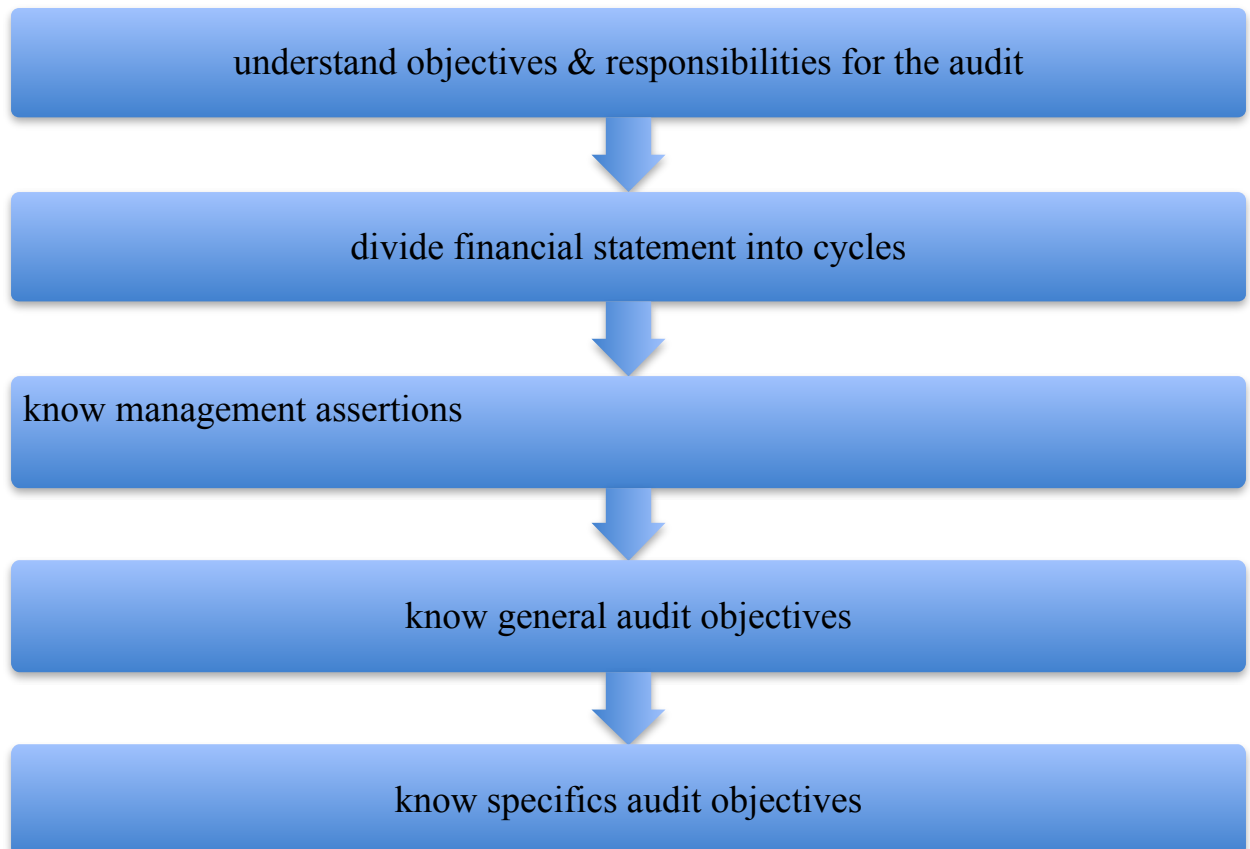 understand objectives & responsibilities for the audit
divide financial statement into cycles
know management assertions
know general audit objectives
know specifics audit objectives